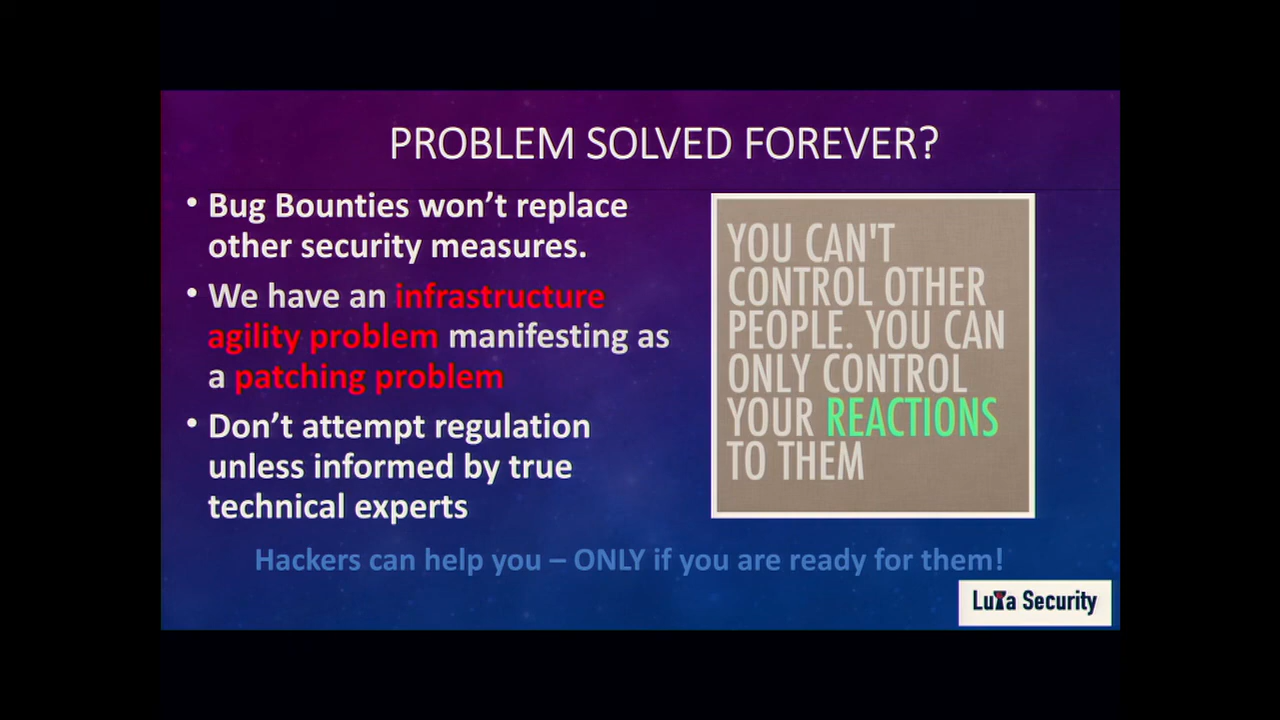 PROBLEM SOLVED FOREVER?
• Bug Bounties won’t replace
other security measures.
• We have an infrastructure
agility problem manifesting as
a patching problem
• Don’t attempt regulation
unless informed by true
technical experts
YOU CAN'T
CONTROL OTHER
PEOPLE. YOU CAN
ONLY CONTROL
YOUR REACTIONS
TO THEM
Hackers can help you – ONLY if you are ready for them!
Luta Security